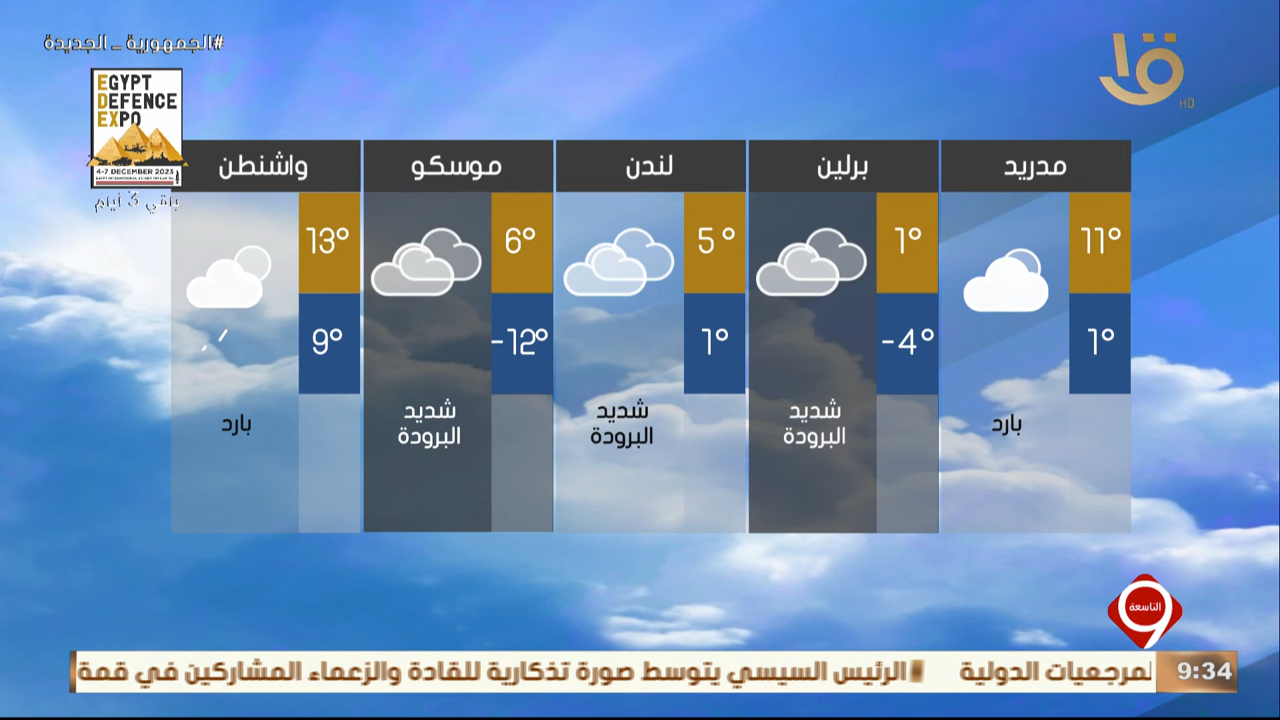 #الجمهورية_الجديدة
EGYPT
DEFENCE
EXPO
4-7 DECEMBER 2023
باقي 3 أيام
HD
مدريد
11°
1°
بارد
برلين
1°
-4°
شديد
البرودة
لندن
5°
1°
شديد
البرودة
موسكو
6°
-12°
شديد
البرودة
واشنطن
13°
9°
بارد
التاسعة
9
9:34
لمرجعيات الدولية
الرئيس السيسي يتوسط صورة تذكارية للقادة والزعماء المشاركين في قمة